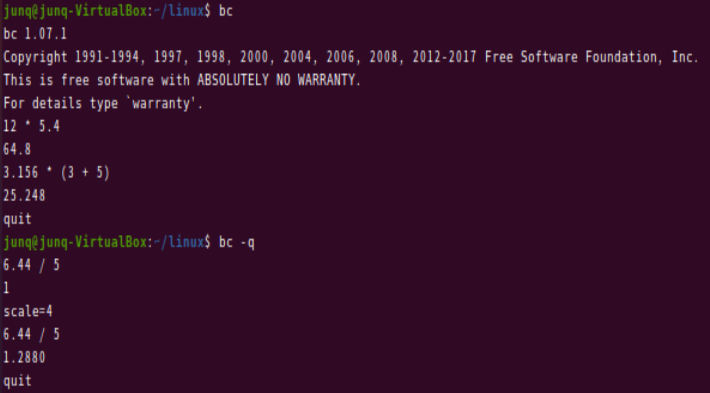 junq@junq-VirtualBox:~/linux$ bc
bc 1.07.1
Copyright 1991-1994, 1997, 1998, 2000, 2004, 2006, 2008, 2012-2017 Free Software Foundation, Inc.
This is free software with ABSOLUTELY NO WARRANTY.
For details type `warranty'.
12 * 5.4
64.8
3.156 * (3 + 5)
25.248
quit
junq@junq-VirtualBox:~/linux$ bc -q
6.44 / 5
1
scale=4
6.44 / 5
1.2880
quit